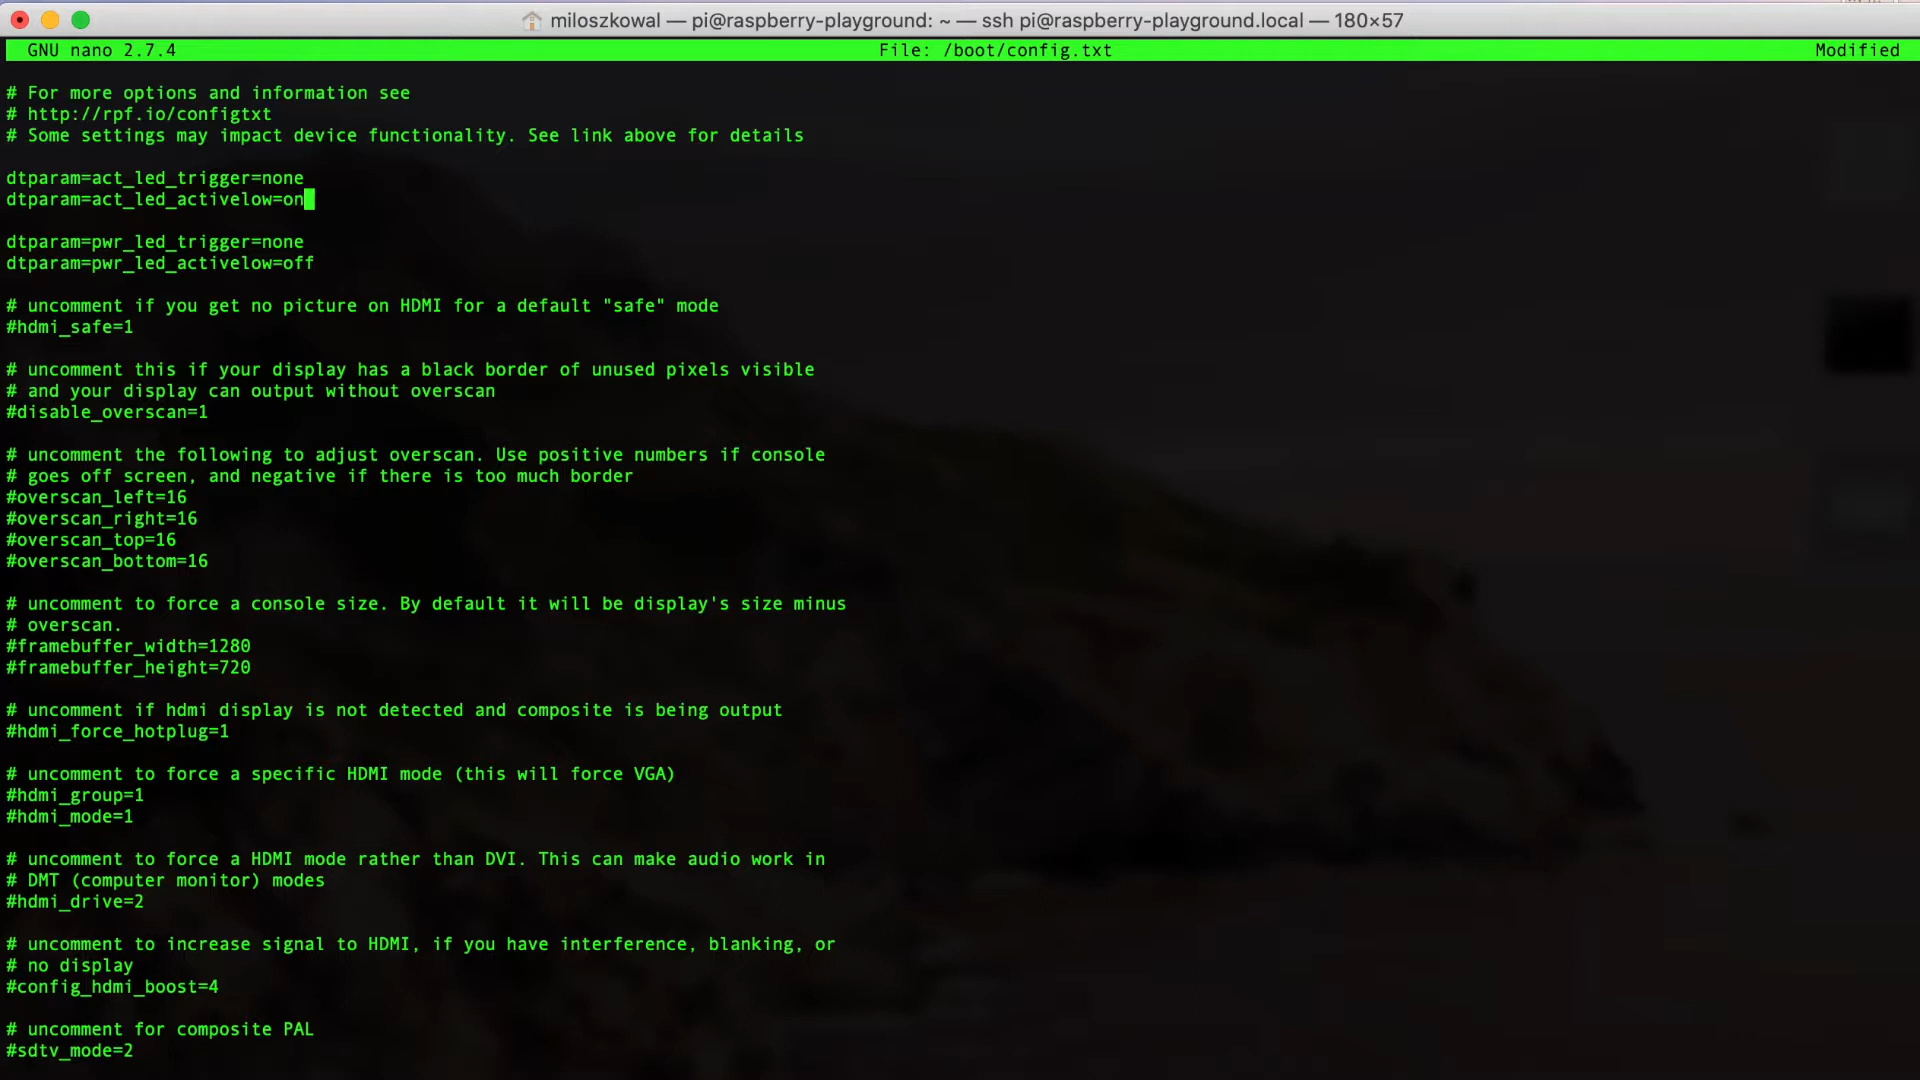 miloszkowal — pi@raspberry-playground: ~ — ssh pi@raspberry-playground.local — 180×57
GNU nano 2.7.4 File: /boot/config.txt Modified
# For more options and information see
# http://rpf.io/configtxt
# Some settings may impact device functionality. See link above for details
dtparam=act_led_trigger=none
dtparam=act_led_activelow=on
dtparam=pwr_led_trigger=none
dtparam=pwr_led_activelow=off
# uncomment if you get no picture on HDMI for a default "safe" mode
#hdmi_safe=1
# uncomment this if your display has a black border of unused pixels visible
# and your display can output without overscan
#disable_overscan=1
# uncomment the following to adjust overscan. Use positive numbers if console
# goes off screen, and negative if there is too much border
#overscan_left=16
#overscan_right=16
#overscan_top=16
#overscan_bottom=16
# uncomment to force a console size. By default it will be display's size minus
# overscan.
#framebuffer_width=1280
#framebuffer_height=720
# uncomment if hdmi display is not detected and composite is being output
#hdmi_force_hotplug=1
# uncomment to force a specific HDMI mode (this will force VGA)
#hdmi_group=1
#hdmi_mode=1
# uncomment to force a HDMI mode rather than DVI. This can make audio work in
# DMT (computer monitor) modes
#hdmi_drive=2
# uncomment to increase signal to HDMI, if you have interference, blanking, or
# no display
#config_hdmi_boost=4
# uncomment for composite PAL
#sdtv_mode=2